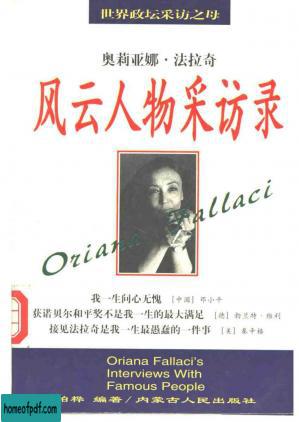 世界政坛采访之母
奥莉亚娜·法拉奇
风云人物采访录
Oriana Fallaci
我一生问心无愧 [中国] 邓小平
获诺贝尔和平奖不是我一生的最大满足 [德] 勃兰特·维利
接见法拉奇是我一生最愚蠢的一件事 [美] 基辛格
Oriana Fallaci's
Interviews With
Famous People
柏桦 编著/内蒙古人民出版社
homeofpdf.com